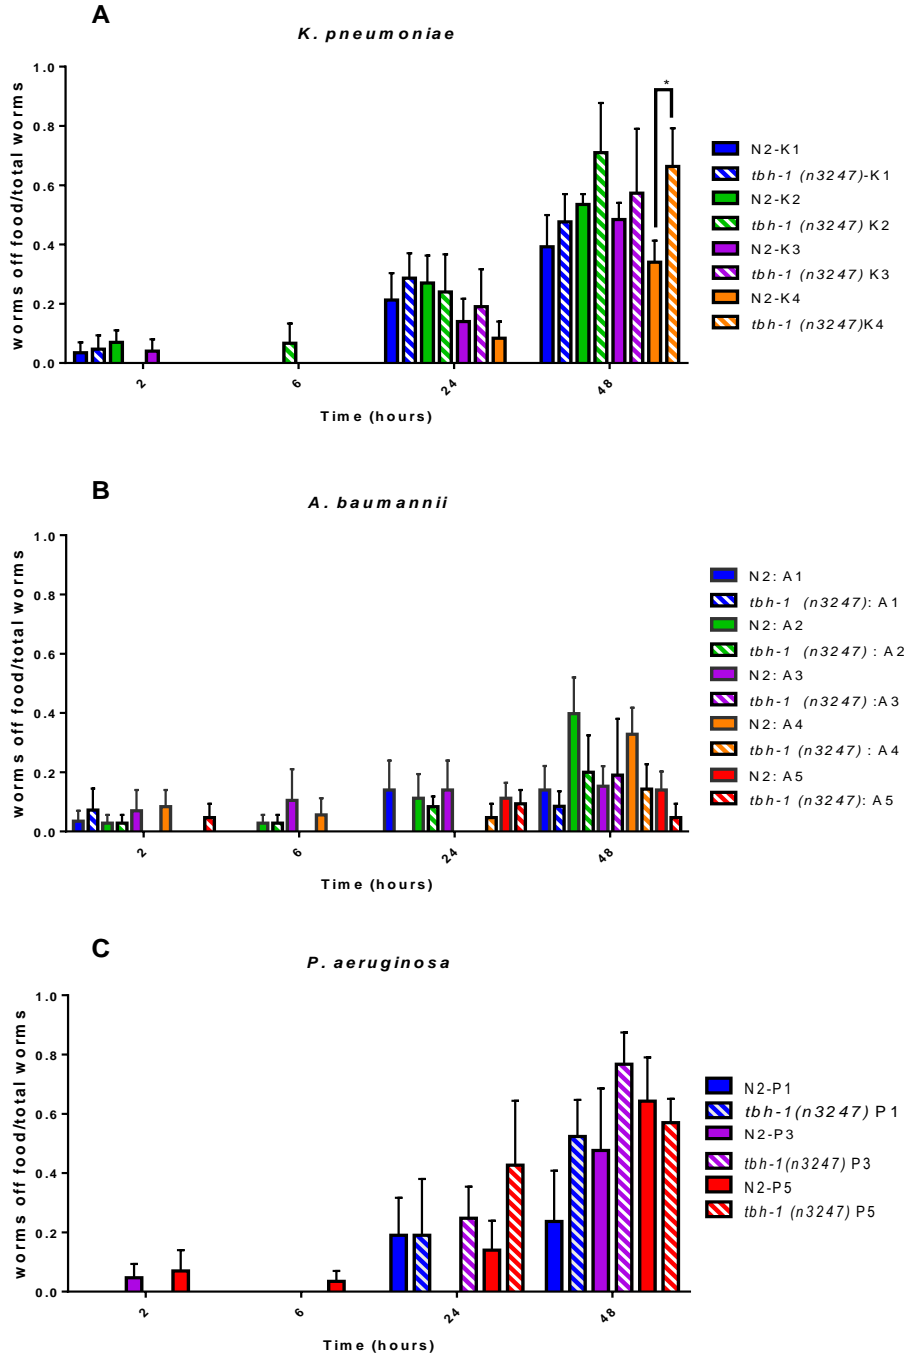 A
K. pneumoniae
worms off food/total worms
1.0
0.8
0.6
0.4
0.2
0.0
*
2
6
24
48
Time (hours)
N2-K1
tbh-1 (n3247)-K1
N2-K2
tbh-1 (n3247) K2
N2-K3
tbh-1 (n3247) K3
N2-K4
tbh-1 (n3247)K4
B
A. baumannii
worms off food/total worms
1.0
0.8
0.6
0.4
0.2
0.0
2
6
24
48
Time (hours)
N2: A1
tbh-1 (n3247): A1
N2: A2
tbh-1 (n3247) : A2
N2: A3
tbh-1 (n3247) :A3
N2: A4
tbh-1 (n3247) : A4
N2: A5
tbh-1 (n3247): A5
C
P. aeruginosa
worms off food/total worms
1.0
0.8
0.6
0.4
0.2
0.0
2
6
24
48
Time (hours)
N2-P1
tbh-1(n3247) P1
N2-P3
tbh-1(n3247) P3
N2-P5
tbh-1 (n3247) P5